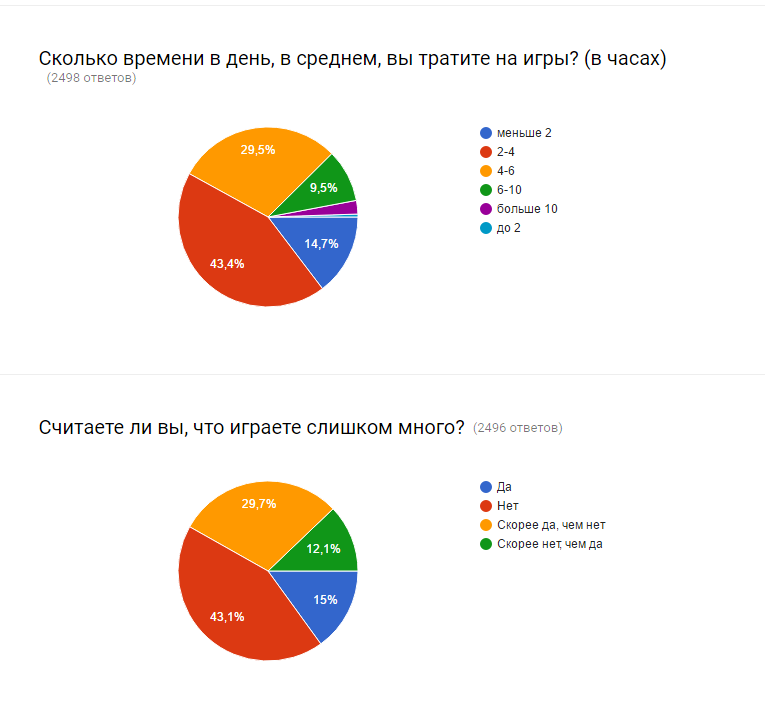 Сколько времени в день, в среднем, вы тратите на игры? (в часах)
(2498 ответов)
29,5%
9,5%
14,7%
43,4%
меньше 2
2-4
4-6
6-10
больше 10
до 2
Считаете ли вы, что играете слишком много? (2496 ответов)
29,7%
12,1%
15%
43,1%
Да
Нет
Скорее да, чем нет
Скорее нет, чем да